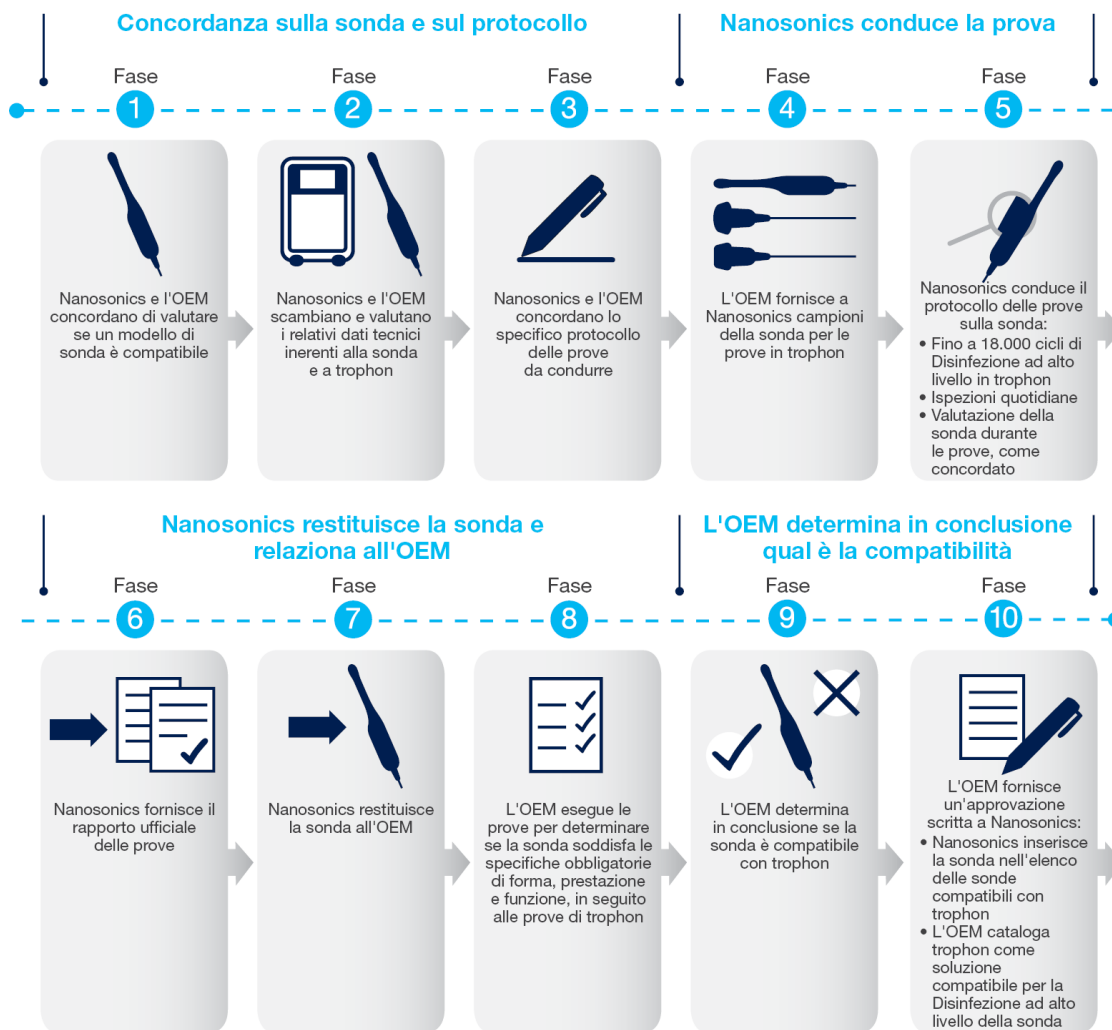 Concordanza sulla sonda e sul protocollo
Nanosonics conduce la prova
Fase
1
Fase
2
Fase
3
Fase
4
Fase
5
Nanosonics e l'OEM
concordano di valutare
se un modello di
sonda è compatibile
Nanosonics e l'OEM
scambiano e valutano
i relativi dati tecnici
inerenti alla sonda
e a trophon
Nanosonics e l'OEM
concordano lo
specifico protocollo
delle prove
da condurre
L'OEM fornisce a
Nanosonics campioni
della sonda per le
prove in trophon
Nanosonics conduce il
protocollo delle prove
sulla sonda:
• Fino a 18.000 cicli di
Disinfezione ad alto
livello in trophon
• Ispezioni quotidiane
• Valutazione della
sonda durante
le prove, come
concordato
Nanosonics restituisce la sonda e
relaziona all'OEM
L'OEM determina in conclusione
qual è la compatibilità
Fase
6
Fase
7
Fase
8
Fase
9
Fase
10
Nanosonics fornisce il
rapporto ufficiale
delle prove
Nanosonics restituisce
la sonda all'OEM
L'OEM esegue le
prove per determinare
se la sonda soddisfa le
specifiche obbligatorie
di forma, prestazione
e funzione, in seguito
alle prove di trophon
L'OEM determina
in conclusione se la
sonda è compatibile
con trophon
L'OEM fornisce
un'approvazione
scritta a Nanosonics:
• Nanosonics inserisce
la sonda nell'elenco
delle sonde
compatibili con
trophon
• L'OEM cataloga
trophon come
soluzione
compatibile per la
Disinfezione ad alto
livello della sonda